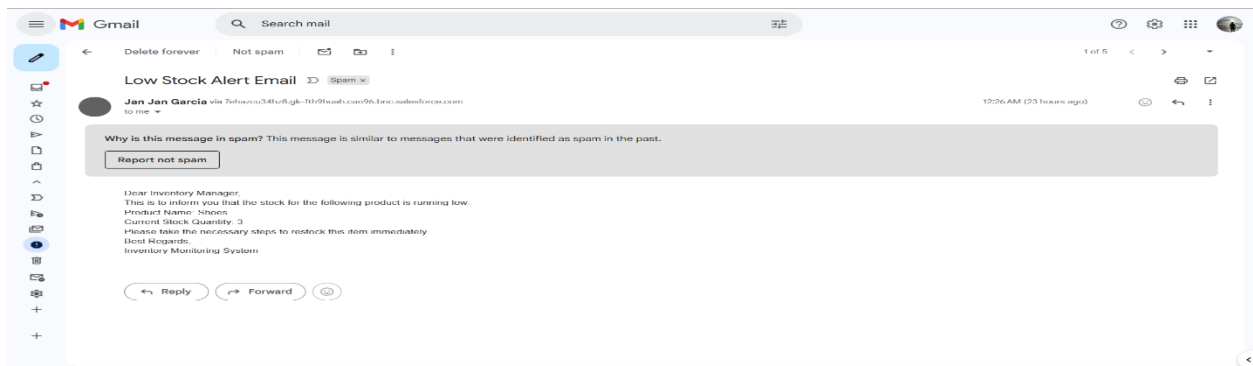 Gmail
Search mail
Delete forever Not spam
1 of 5
Low Stock Alert Email Spam ×
Jan Jan Garcia via
12:26 AM (23 hours ago)
to me
Why is this message in spam? This message is similar to messages that were identified as spam in the past.
Report not spam
Dear Inventory Manager,
This is to inform you that the stock for the following product is running low.
Product Name: Shoes
Current Stock Quantity: 3
Please take the necessary steps to restock this item immediately
Best Regards,
Inventory Monitoring System
Reply Forward